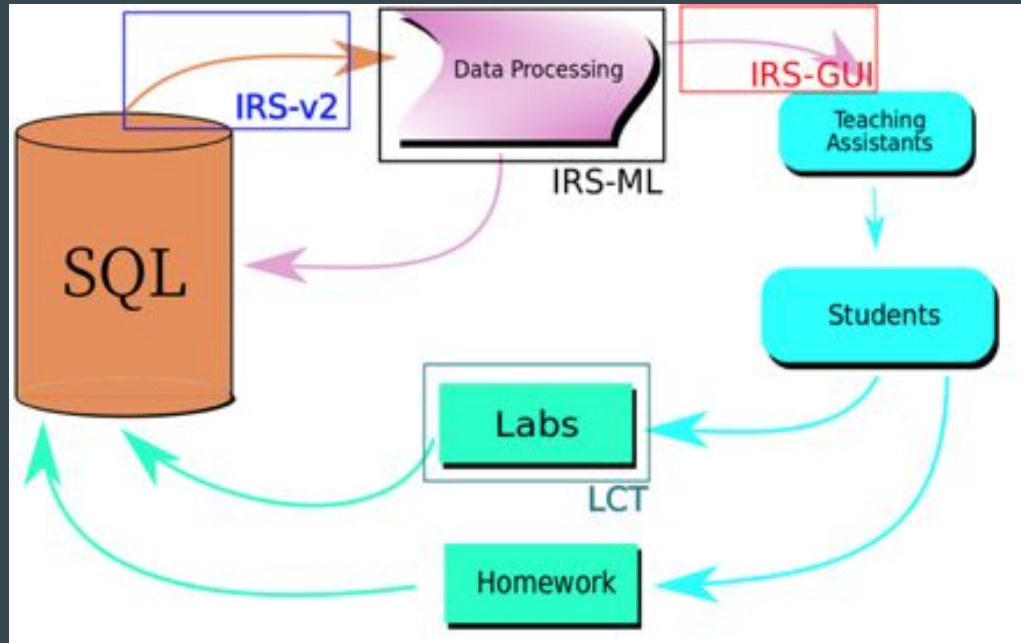 IRS-v2
Data Processing
IRS-ML
IRS-GUI
Teaching
Assistants
SQL
Students
Labs
LCT
Homework